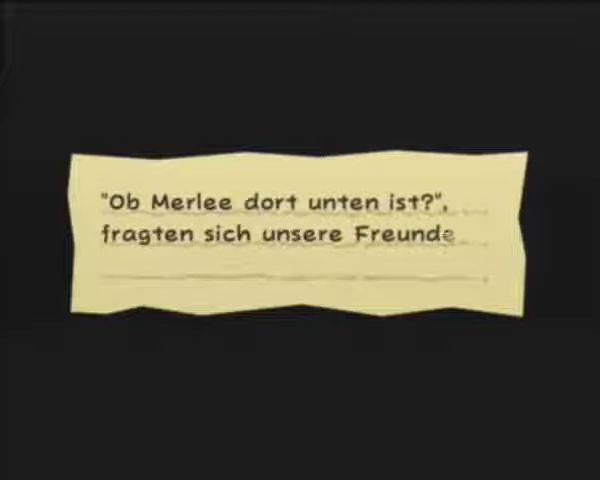 "Ob Merlee dort unten ist?",
fragten sich unsere Freunde